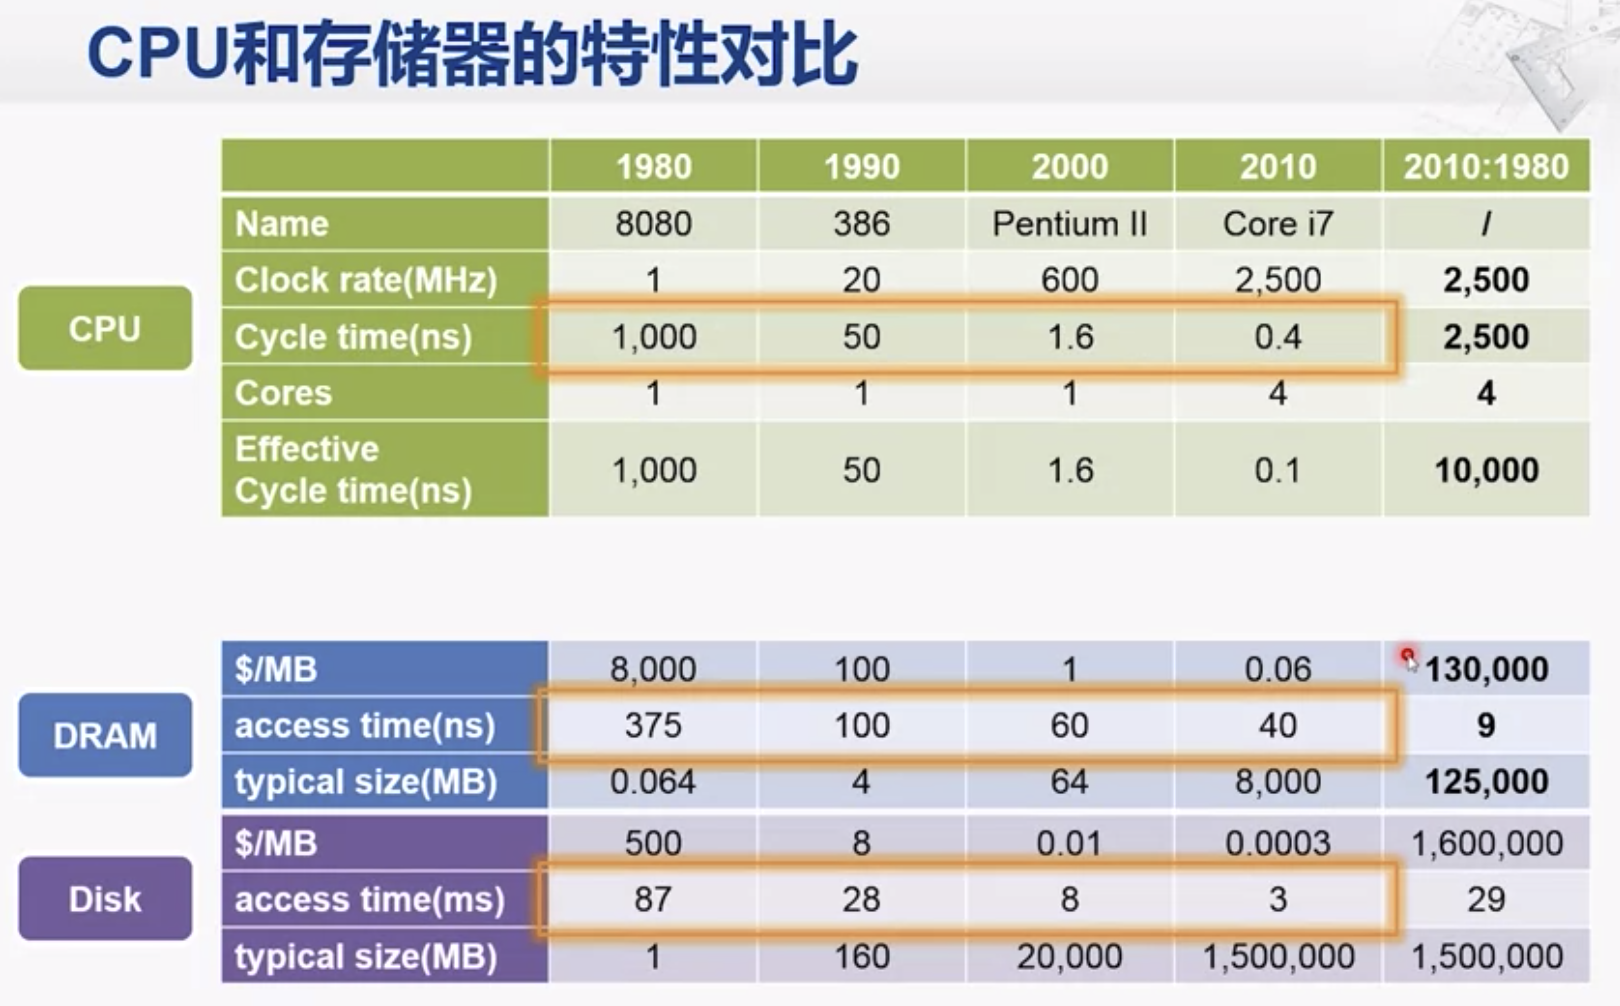 CPU和存储器的特性对比
1980 1990 2000 2010 2010:1980
Name 8080 386 Pentium II Core i7 /
Clock rate(MHz) 1 20 600 2,500 2,500
CPU
Cycle time(ns) 1,000 50 1.6 0.4 2,500
Cores 1 1 1 4 4
Effective
Cycle time(ns) 1,000 50 1.6 0.1 10,000
$/MB 8,000 100 1 0.06 130,000
DRAM
access time(ns) 375 100 60 40 9
typical size(MB) 0.064 4 64 8,000 125,000
$/MB 500 8 0.01 0.0003 1,600,000
Disk
access time(ms) 87 28 8 3 29
typical size(MB) 1 160 20,000 1,500,000 1,500,000